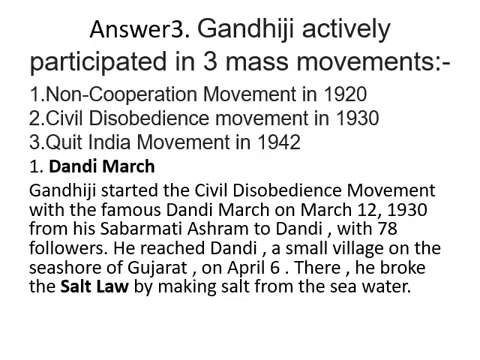 Answer3. Gandhiji actively
participated in 3 mass movements:-
1.Non-Cooperation Movement in 1920
2.Civil Disobedience movement in 1930
3.Quit India Movement in 1942
1. Dandi March
Gandhiji started the Civil Disobedience Movement
with the famous Dandi March on March 12, 1930
from his Sabarmati Ashram to Dandi , with 78
followers. He reached Dandi , a small village on the
seashore of Gujarat , on April 6 . There , he broke
the Salt Law by making salt from the sea water.